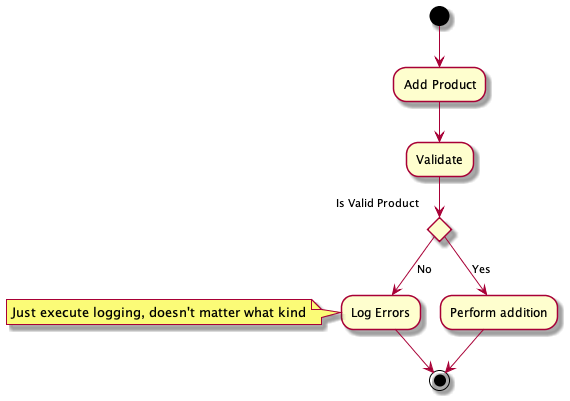 Add Product
Validate
Is Valid Product
No
Yes
Just execute logging, doesn't matter what kind
Log Errors
Perform addition